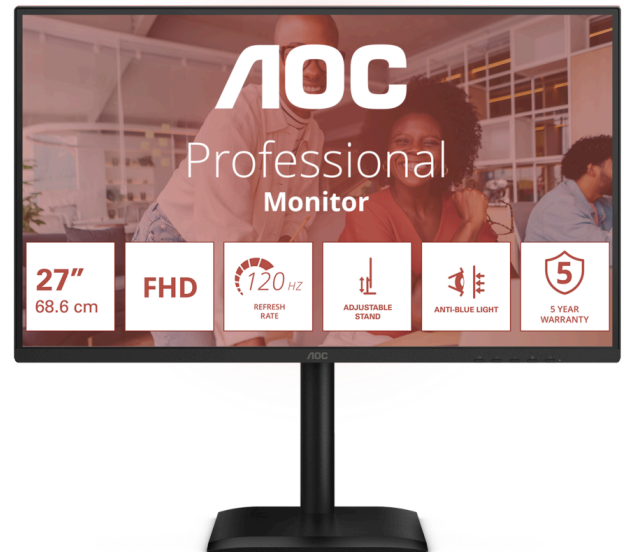 AOC
Professional
Monitor
27"
68.6 cm
FHD
120 HZ
REFRESH
RATE
ADJUSTABLE
STAND
ANTI-BLUE LIGHT
5
5 YEAR
WARRANTY
AOC